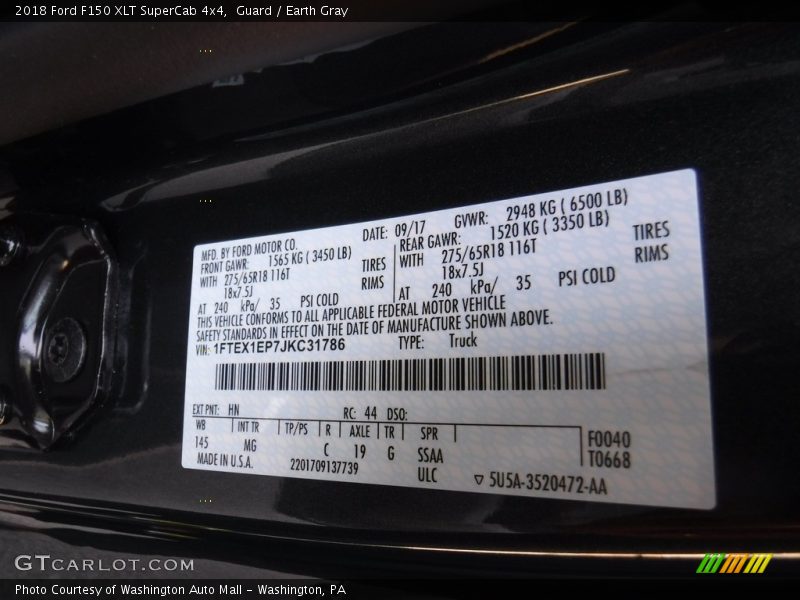 2018 Ford F150 XLT SuperCab 4x4,  Guard / Earth Gray
MFD. BY FORD MOTOR CO.
DATE: 09/17
GVWR: 2948 KG ( 6500 LB)
FRONT GAWR: 1565 KG ( 3450 LB)
REAR GAWR: 1520 KG ( 3350 LB)
WITH 275/65R18 116T TIRES
WITH 275/65R18 116T TIRES
18x7.5J RIMS
18x7.5J RIMS
AT 240 kPa/ 35 PSI COLD
AT 240 kPa/ 35 PSI COLD
THIS VEHICLE CONFORMS TO ALL APPLICABLE FEDERAL MOTOR VEHICLE
SAFETY STANDARDS IN EFFECT ON THE DATE OF MANUFACTURE SHOWN ABOVE.
VIN: 1FTEX1EP7JKC31786
TYPE: Truck
EXT PNT: HN RC: 44 DSO:
WB INT TR TP/PS R AXLE TR SPR
145 MG C 19 G SSAA
F0040
T0668
MADE IN U.S.A. 2201709137739 ULC
▽ 5U5A-3520472-AA
GTCARLOT.COM
Photo Courtesy of Washington Auto Mall - Washington, PA